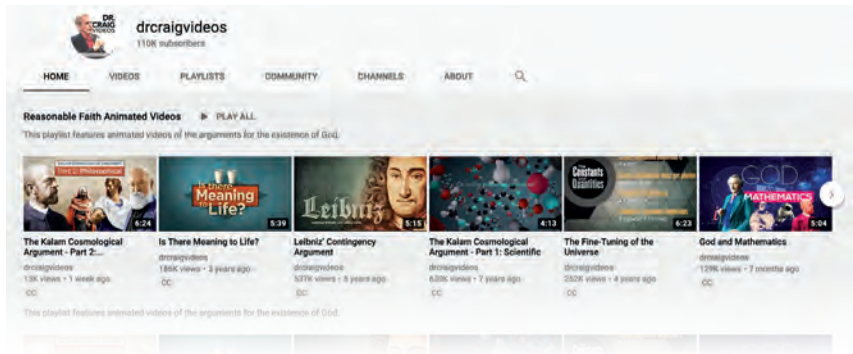 DR.
CRAIG
VIDEOS
drcraigvideos
110K subscribers
HOME VIDEOS PLAYLISTS COMMUNITY CHANNELS ABOUT
Reasonable Faith Animated Videos PLAY ALL
This playlist features animated videos of the arguments for the existence of God.
Part 2: Philosophical
6:24
Is there
Meaning
to Life?
5:39
Leibniz
5:15
4:13
Constants
Quantities
6:23
GOD
MATHEMATICS
5:04
The Kalam Cosmological
Argument - Part 2:...
drcraigvideos
13K views • 1 week ago
CC
Is There Meaning to Life?
drcraigvideos
186K views • 3 years ago
CC
Leibniz' Contingency
Argument
drcraigvideos
537K views • 5 years ago
CC
The Kalam Cosmological
Argument - Part 1: Scientific
drcraigvideos
620K views • 7 years ago
CC
The Fine-Tuning of the
Universe
drcraigvideos
262K views • 4 years ago
CC
God and Mathematics
drcraigvideos
129K views • 7 months ago
CC
This playlist features animated videos of the arguments for the existence of God.